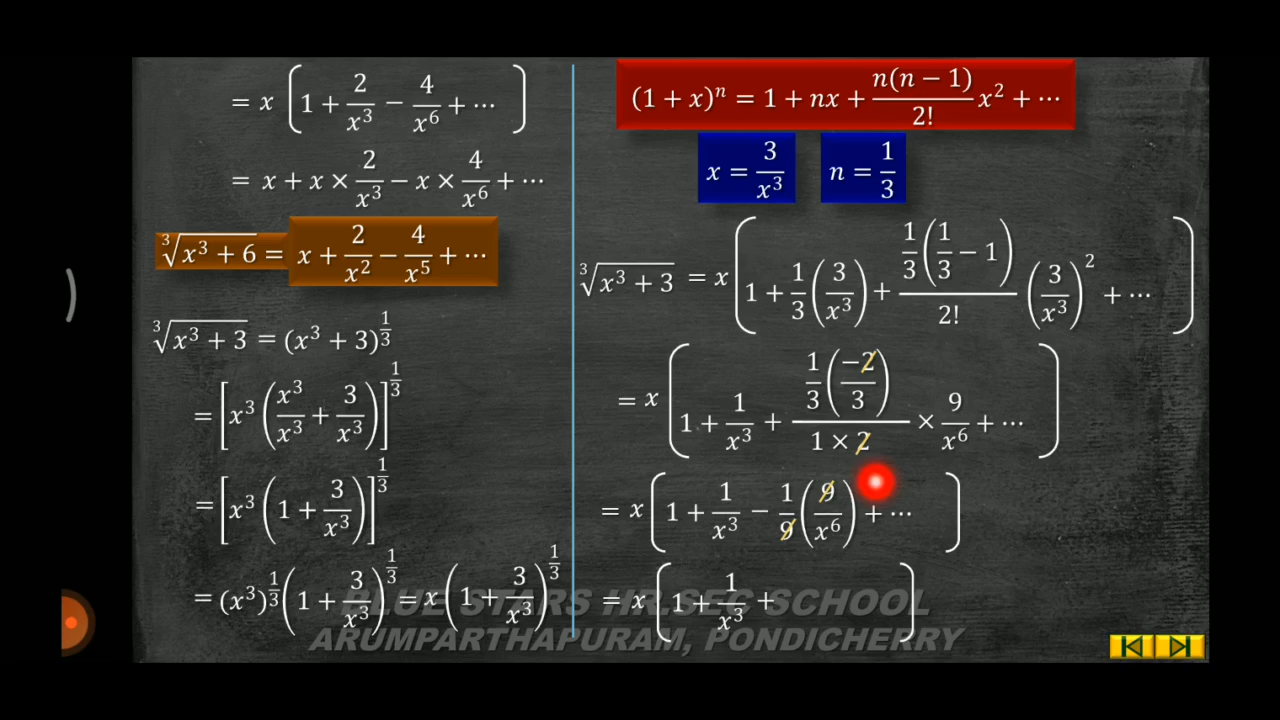 = x (1 + 2/x³ − 4/x⁶ + ⋯)
= x + x × 2/x³ − x × 4/x⁶ + ⋯
∛(x³ + 6) = x + 2/x² − 4/x⁵ + ⋯
∛(x³ + 3) = (x³ + 3)^(1/3)
= [x³ (x³/x³ + 3/x³)]^(1/3)
= [x³ (1 + 3/x³)]^(1/3)
= (x³)^(1/3) (1 + 3/x³)^(1/3) = x (1 + 3/x³)^(1/3)
(1 + x)ⁿ = 1 + nx + n(n − 1)/2! x² + ⋯
x = 3/x³ n = 1/3
∛(x³ + 3) = x (1 + 1/3 (3/x³) + 1/3 (1/3 − 1)/2! (3/x³)² + ⋯)
= x (1 + 1/x³ + 1/3 (−2/3)/(1 × 2) × 9/x⁶ + ⋯)
= x (1 + 1/x³ − 1/9 (9/x⁶) + ⋯)
= x (1 + 1/x³ +)
BLUE STARS HR.SEC SCHOOL
ARUMPARTHAPURAM, PONDICHERRY